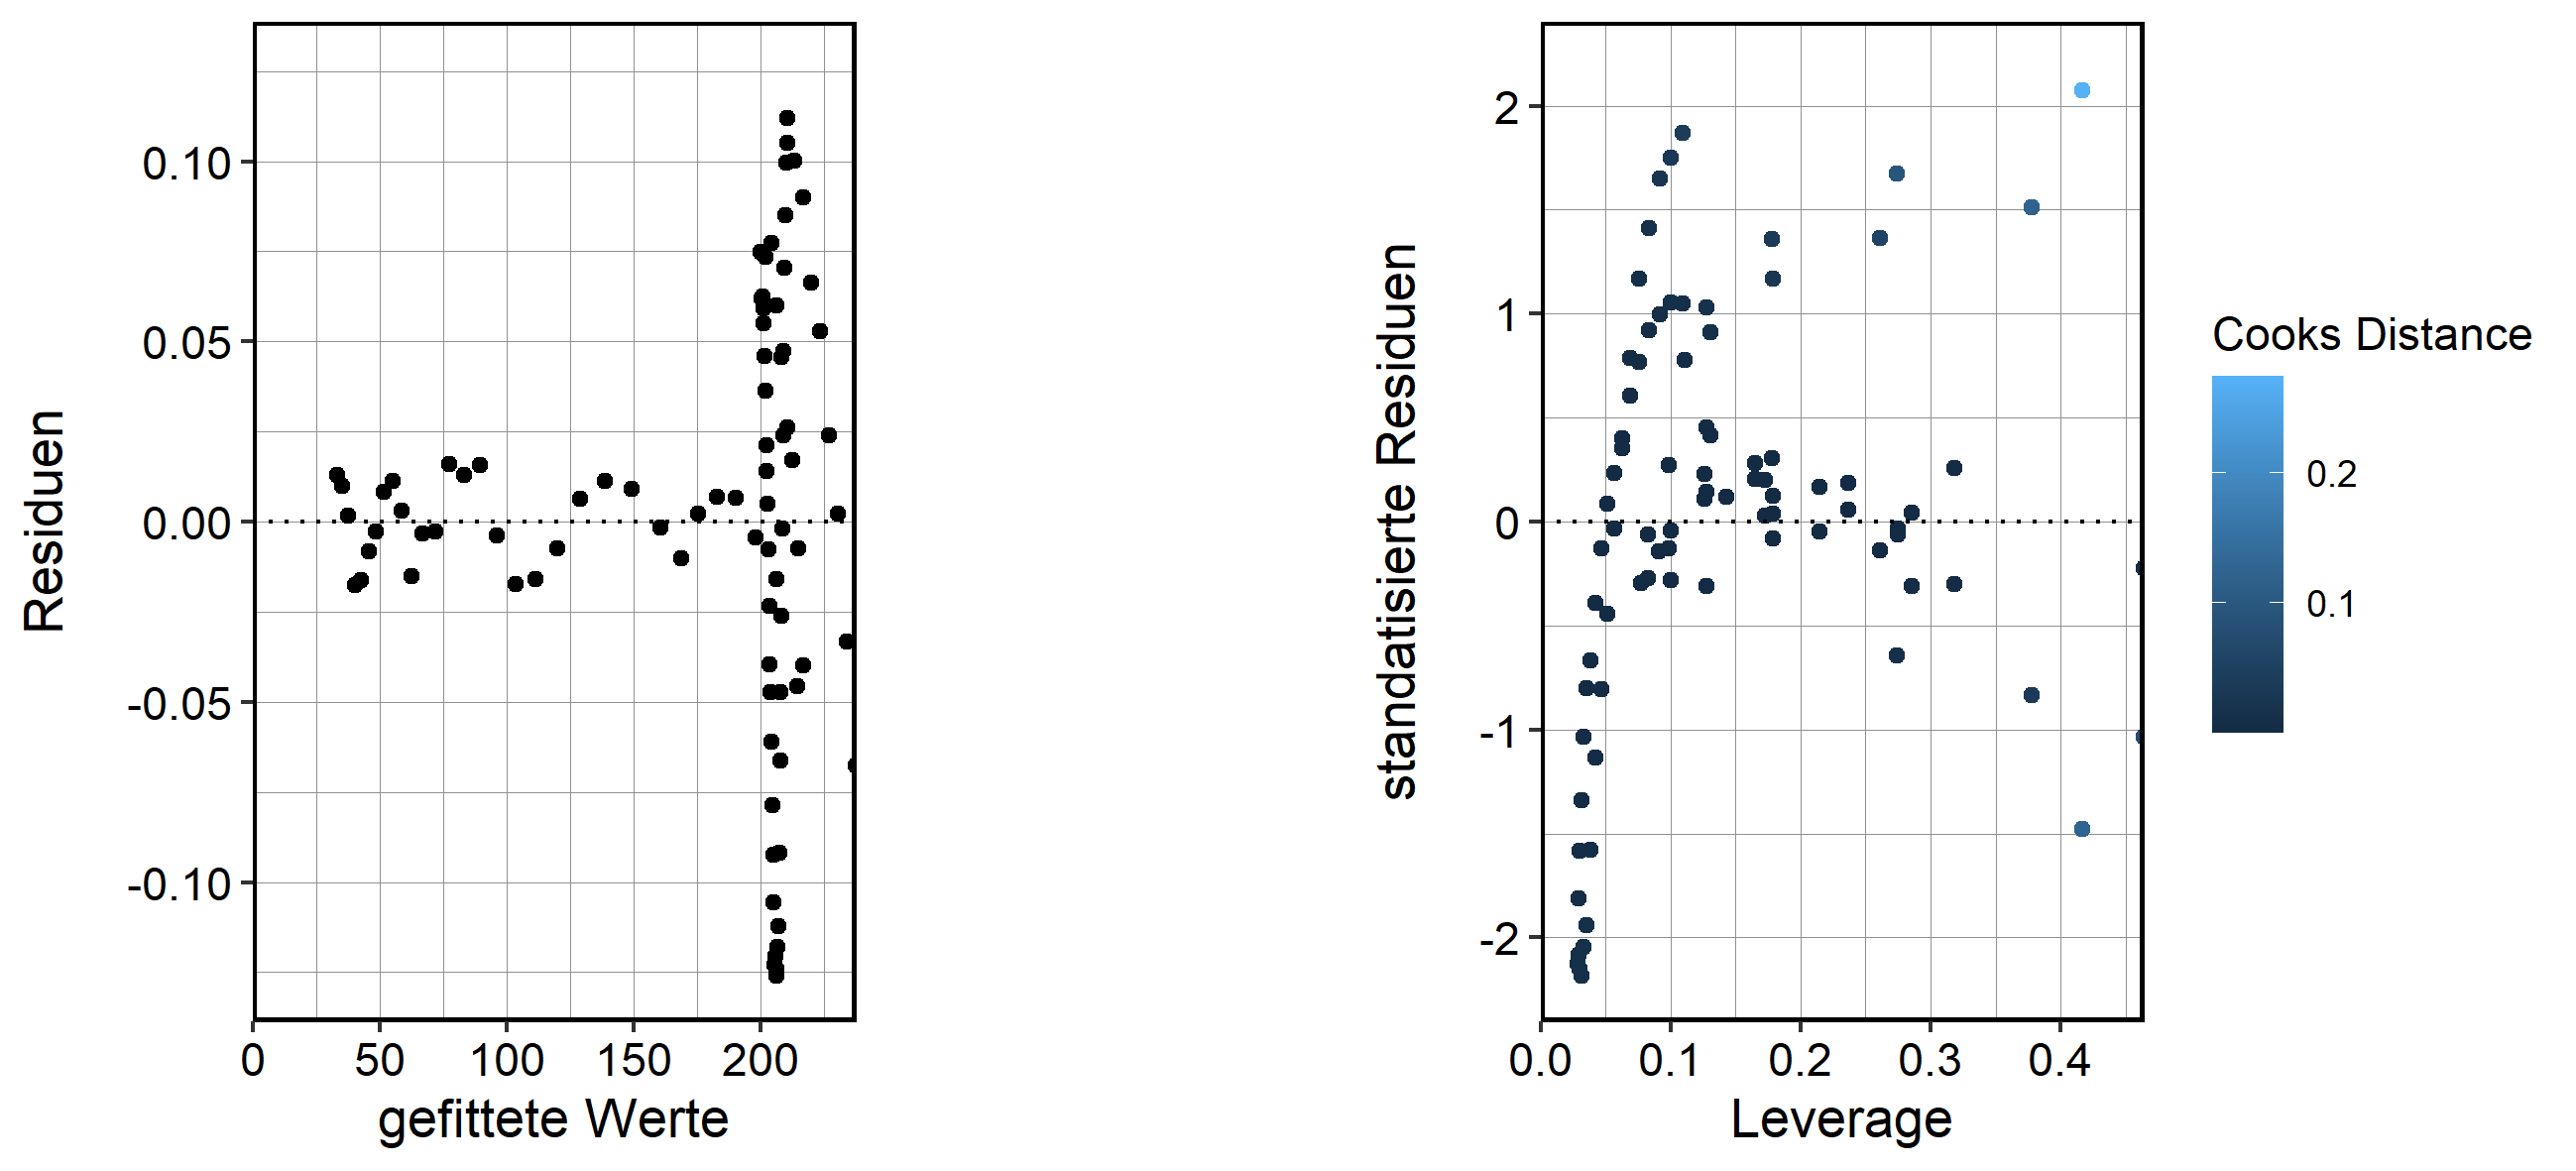 Residuen
0.10
0.05
0.00
-0.05
-0.10
0 50 100 150 200
gefittete Werte
standatisierte Residuen
2
1
0
-1
-2
0.0 0.1 0.2 0.3 0.4
Leverage
Cooks Distance
0.2
0.1